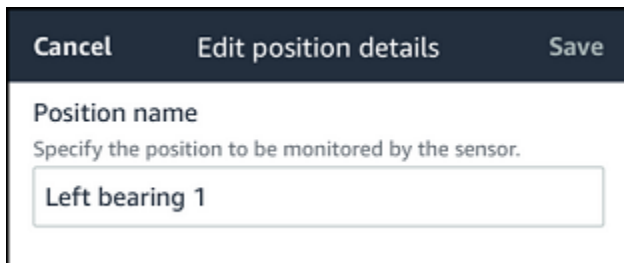 Cancel Edit position details Save
Position name
Specify the position to be monitored by the sensor.
Left bearing 1